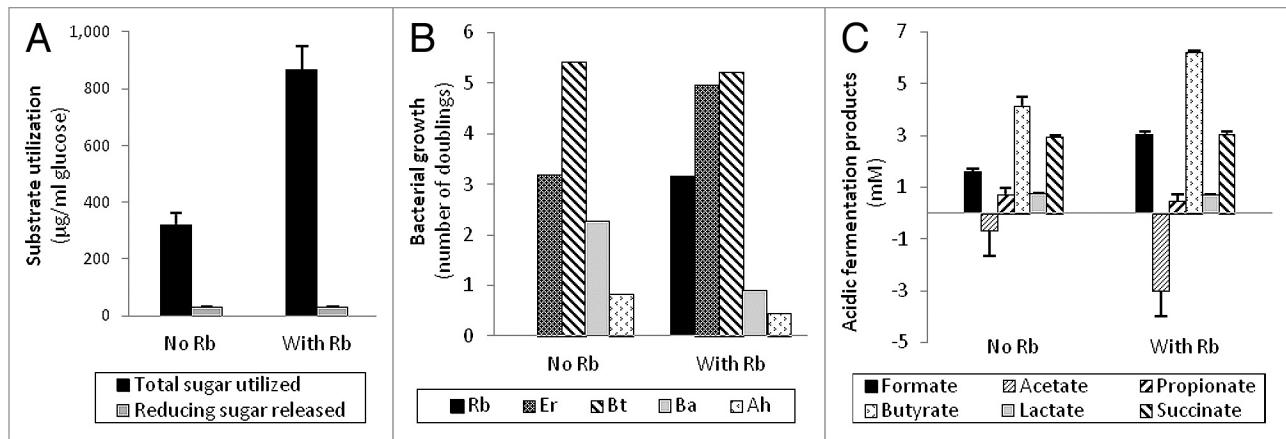 A
Substrate utilization
(µg/ml glucose)
1,000
800
600
400
200
0
No Rb
With Rb
Total sugar utilized
Reducing sugar released
B
Bacterial growth
(number of doublings)
6
5
4
3
2
1
0
No Rb
With Rb
Rb
Er
Bt
Ba
Ah
C
Acidic fermentation products
(mM)
7
5
3
1
-1
-3
-5
No Rb
With Rb
Formate
Acetate
Propionate
Butyrate
Lactate
Succinate